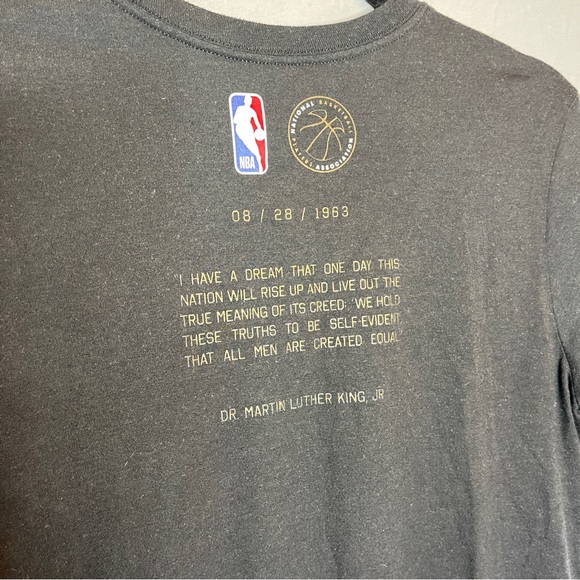 NBA
NATIONAL BASKETBALL
PLAYERS ASSOCIATION
08 / 28 / 1963
"I HAVE A DREAM THAT ONE DAY THIS
NATION WILL RISE UP AND LIVE OUT THE
TRUE MEANING OF ITS CREED: 'WE HOLD
THESE TRUTHS TO BE SELF-EVIDENT,
THAT ALL MEN ARE CREATED EQUAL'
DR. MARTIN LUTHER KING, JR